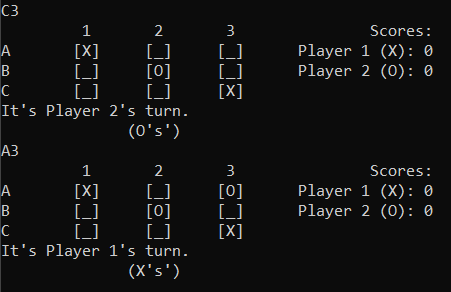 C3
1 2 3 Scores:
A [X] [_] [_] Player 1 (X): 0
B [_] [O] [_] Player 2 (O): 0
C [_] [_] [X]
It's Player 2's turn.
(O's')
A3
1 2 3 Scores:
A [X] [_] [O] Player 1 (X): 0
B [_] [O] [_] Player 2 (O): 0
C [_] [_] [X]
It's Player 1's turn.
(X's')